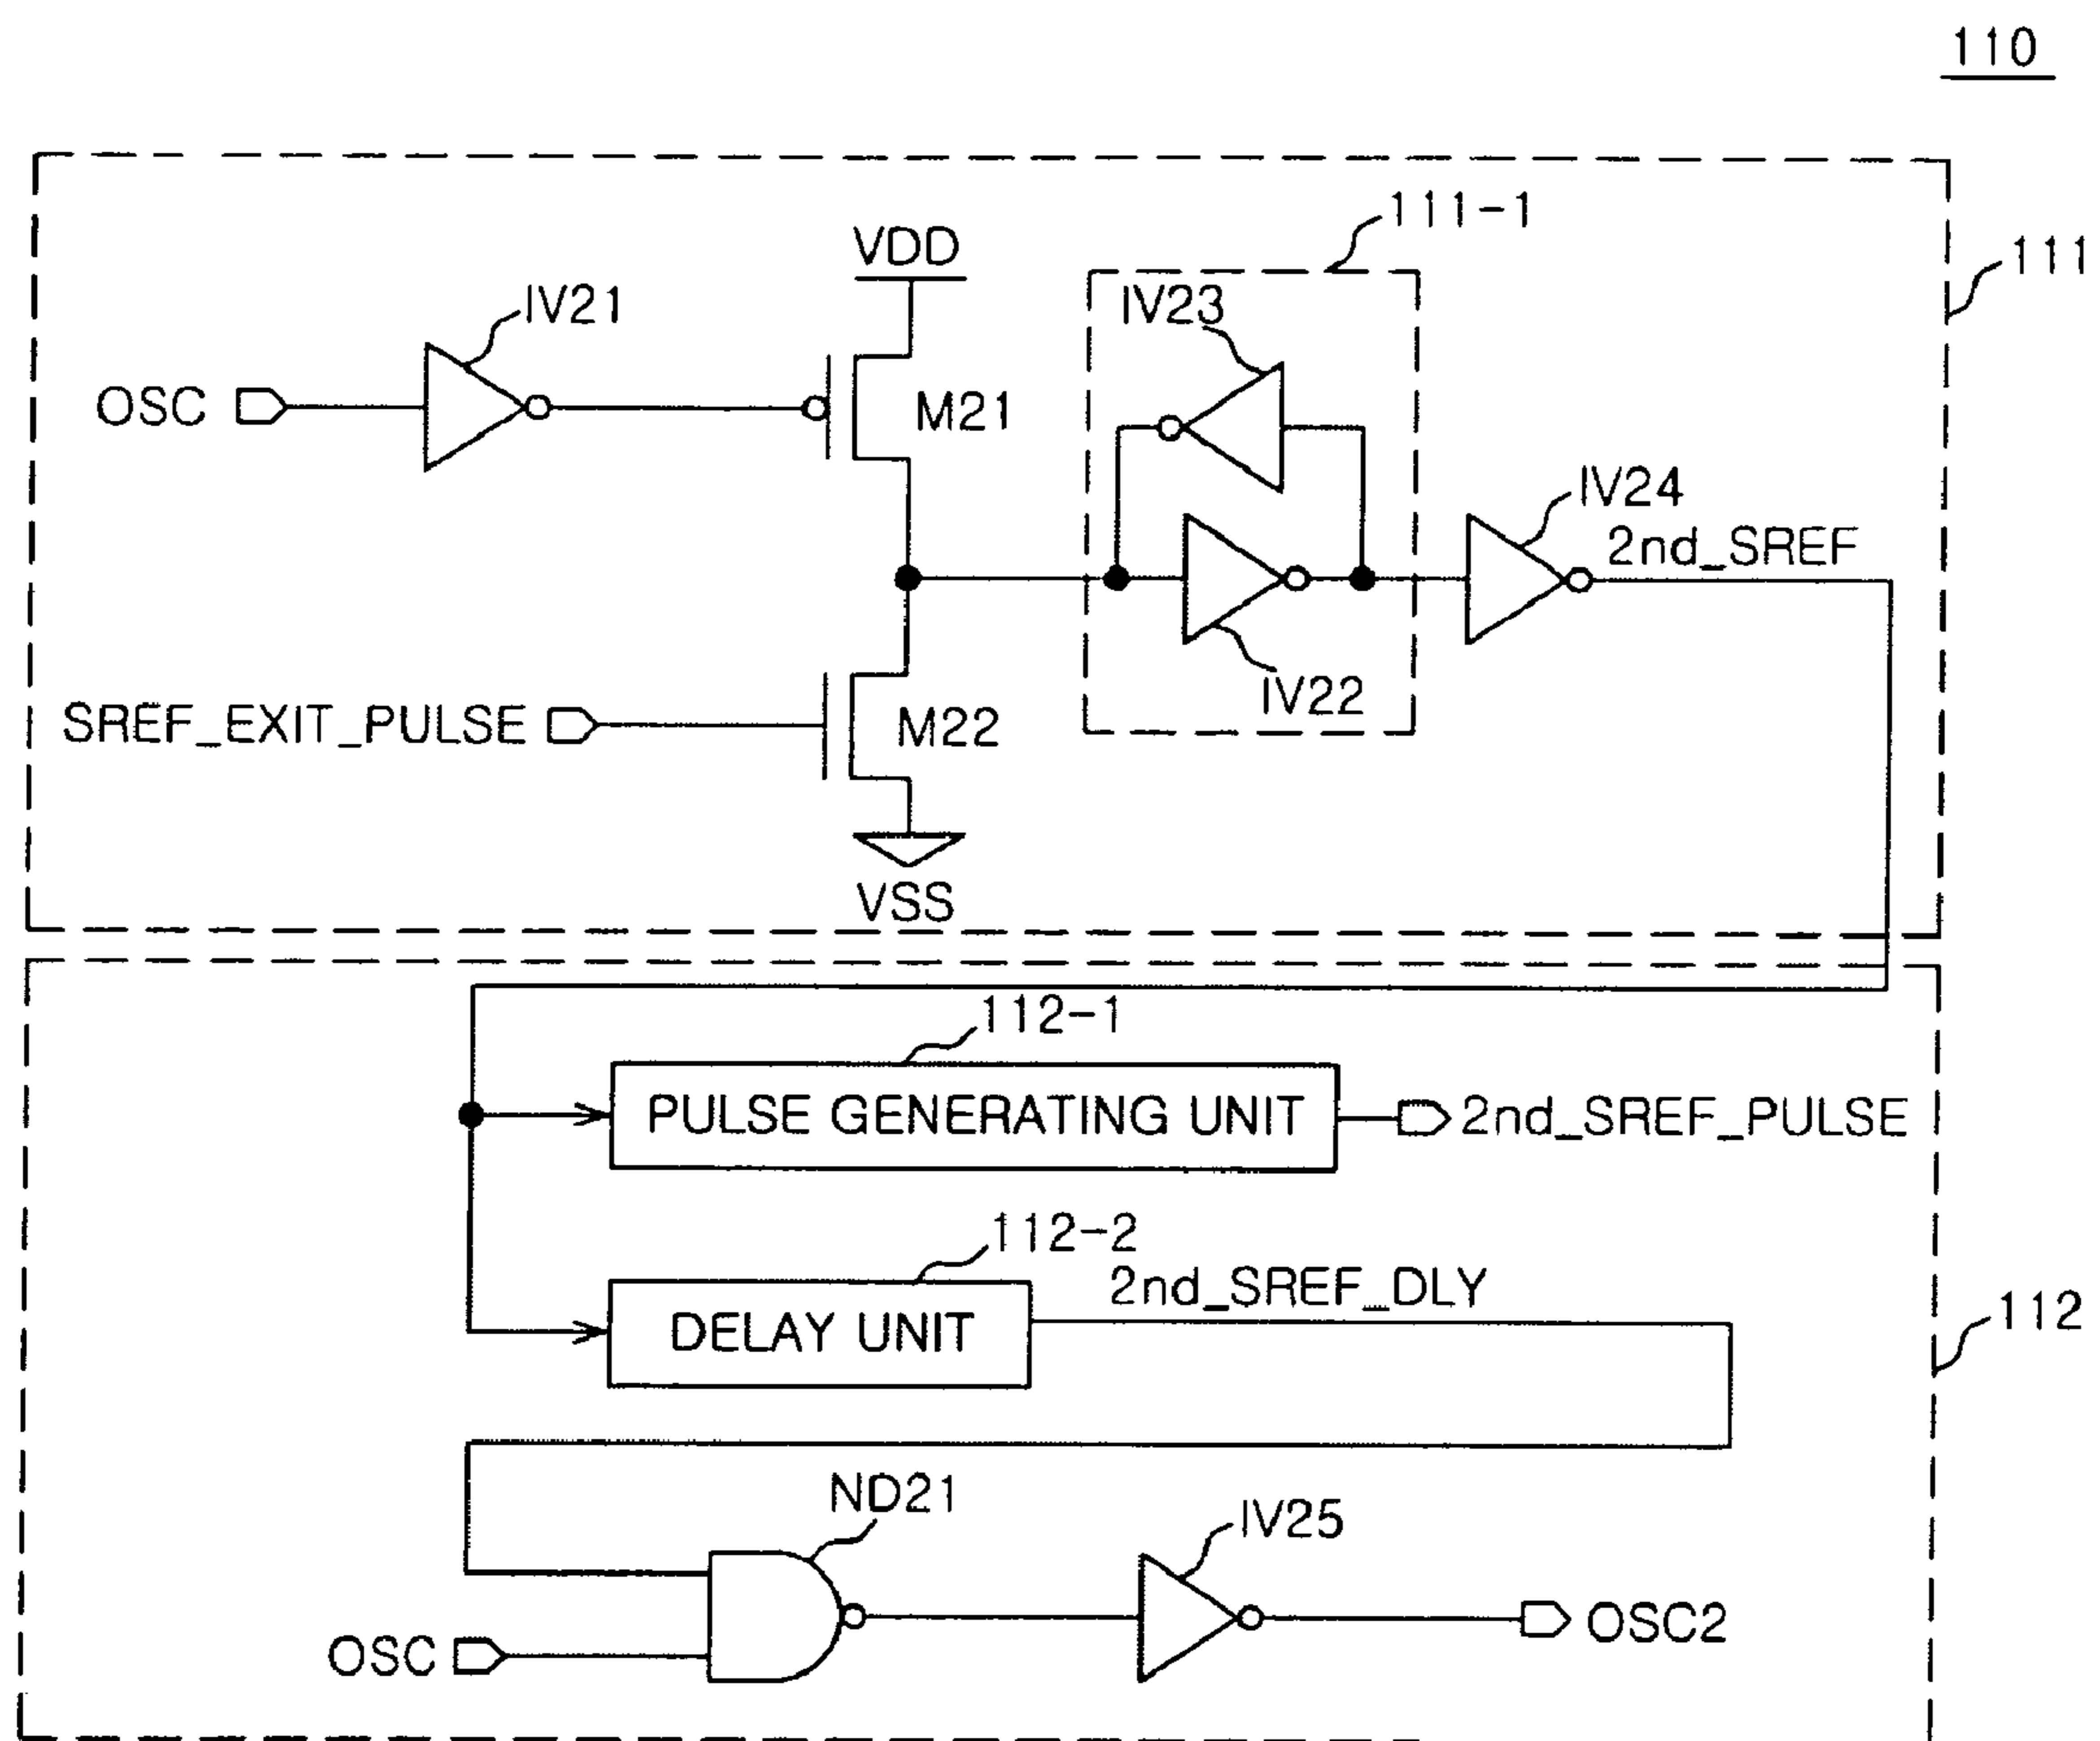 110
111-1
111
VDD
IV21
IV23
OSC
M21
IV24
2nd_SREF
IV22
SREF_EXIT_PULSE
M22
VSS
112-1
PULSE GENERATING UNIT
2nd_SREF_PULSE
112-2
2nd_SREF_DLY
112
DELAY UNIT
ND21
IV25
OSC
OSC2